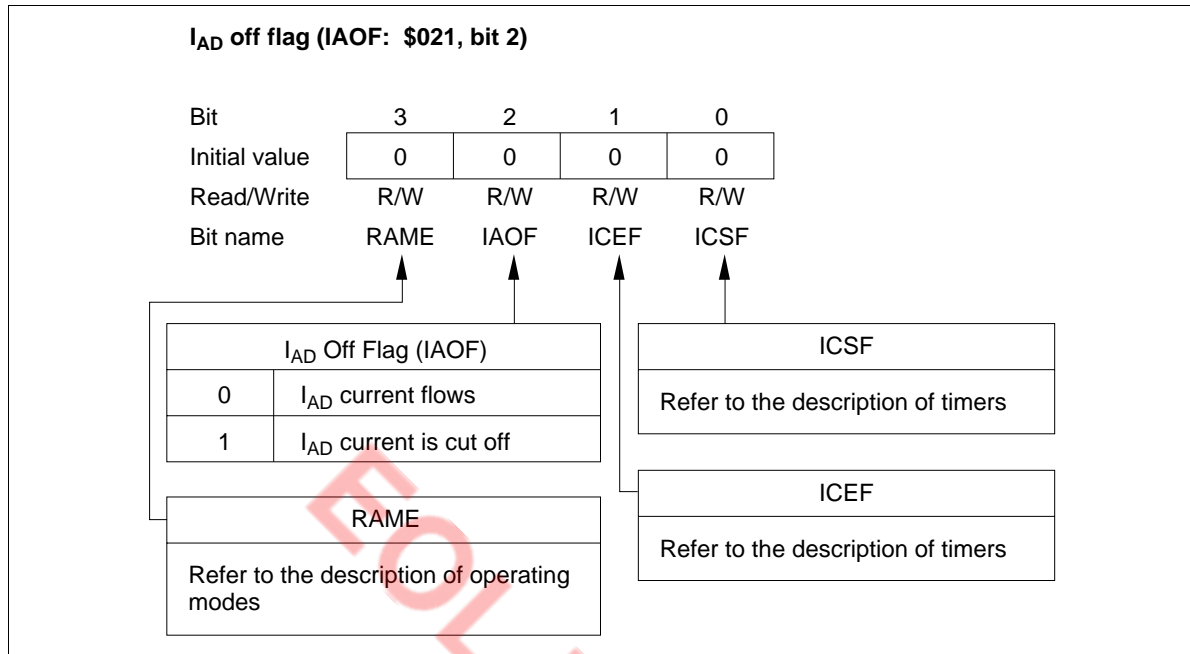 IAD off flag (IAOF: $021, bit 2)
Bit 3 2 1 0
Initial value 0 0 0 0
Read/Write R/W R/W R/W R/W
Bit name RAME IAOF ICEF ICSF
IAD Off Flag (IAOF)
0 IAD current flows
1 IAD current is cut off
RAME
Refer to the description of operating
modes
ICSF
Refer to the description of timers
ICEF
Refer to the description of timers
EOL